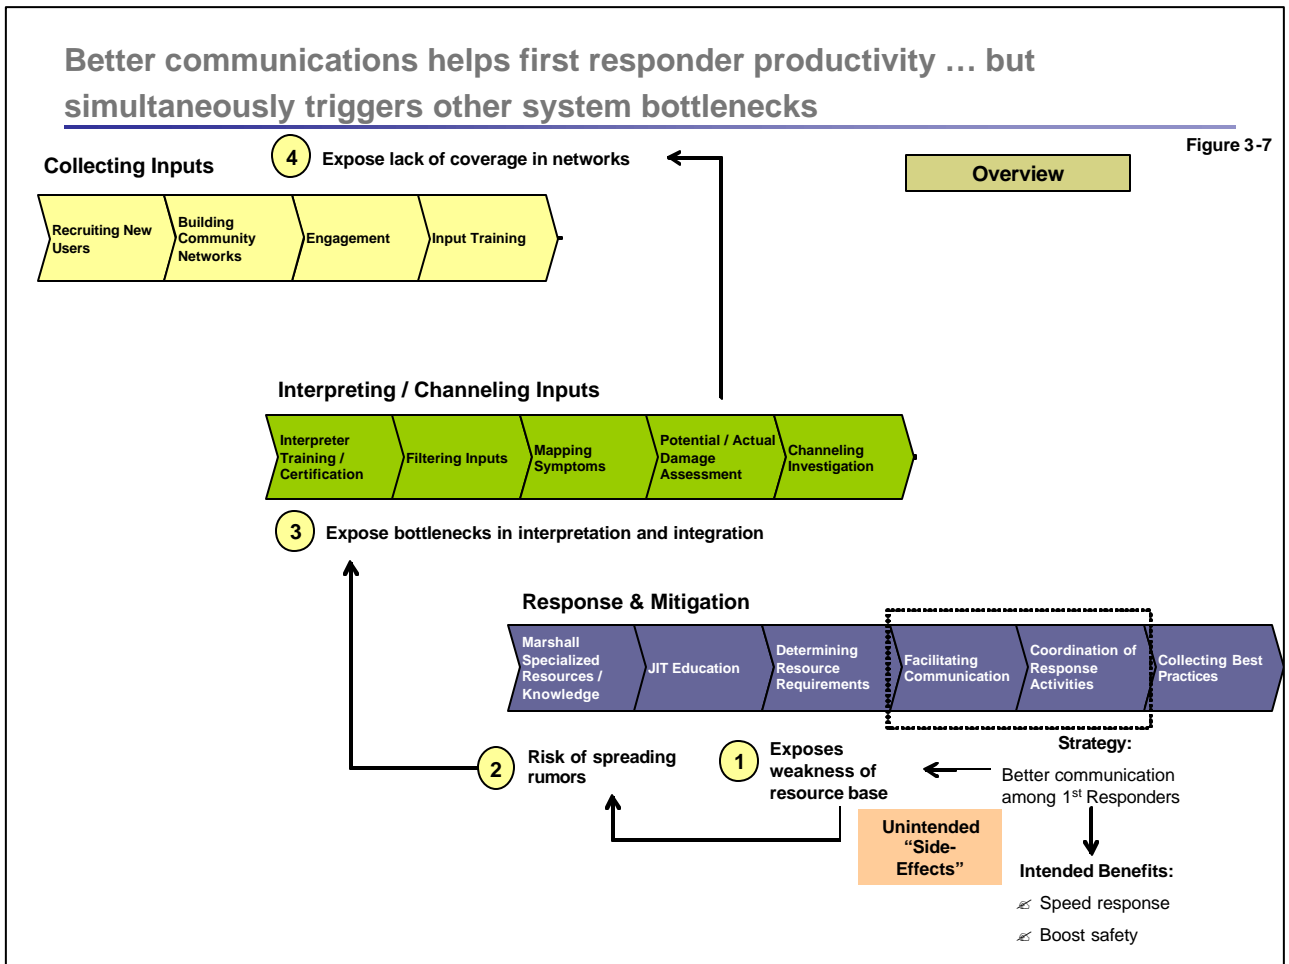 Better communications helps first responder productivity … but
simultaneously triggers other system bottlenecks
Figure 3-7
4 Expose lack of coverage in networks
Collecting Inputs
Overview
Recruiting New
Users
Building
Community
Networks
Engagement
Input Training
Interpreting / Channeling Inputs
Interpreter
Training /
Certification
Filtering Inputs
Mapping
Symptoms
Potential / Actual
Damage
Assessment
Channeling
Investigation
3 Expose bottlenecks in interpretation and integration
Response & Mitigation
Marshall
Specialized
Resources /
Knowledge
JIT Education
Determining
Resource
Requirements
Facilitating
Communication
Coordination of
Response
Activities
Collecting Best
Practices
2 Risk of spreading
rumors
1 Exposes
weakness of
resource base
Strategy:
Better communication
among 1st Responders
Unintended
“Side-
Effects”
Intended Benefits:
Speed response
Boost safety